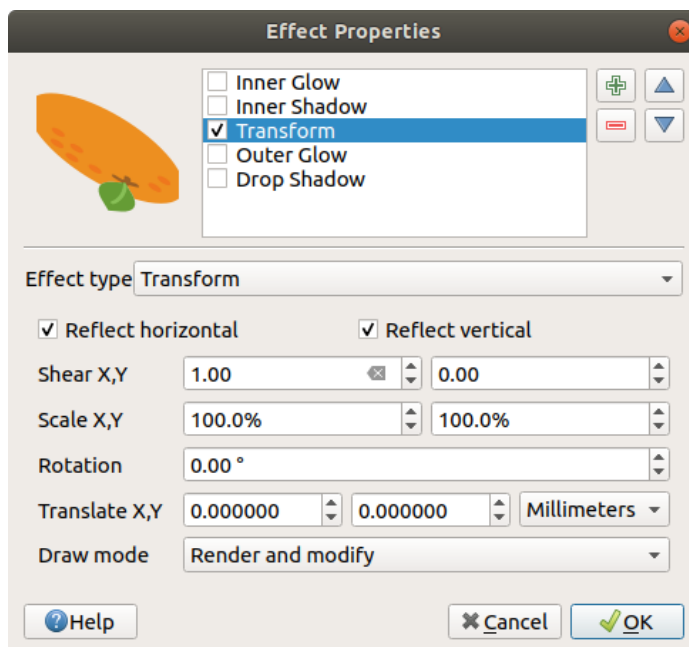 Effect Properties
Inner Glow
Inner Shadow
Transform
Outer Glow
Drop Shadow
Effect type Transform
Reflect horizontal Reflect vertical
Shear X,Y 1.00 0.00
Scale X,Y 100.0% 100.0%
Rotation 0.00 °
Translate X,Y 0.000000 0.000000 Millimeters
Draw mode Render and modify
Help Cancel OK